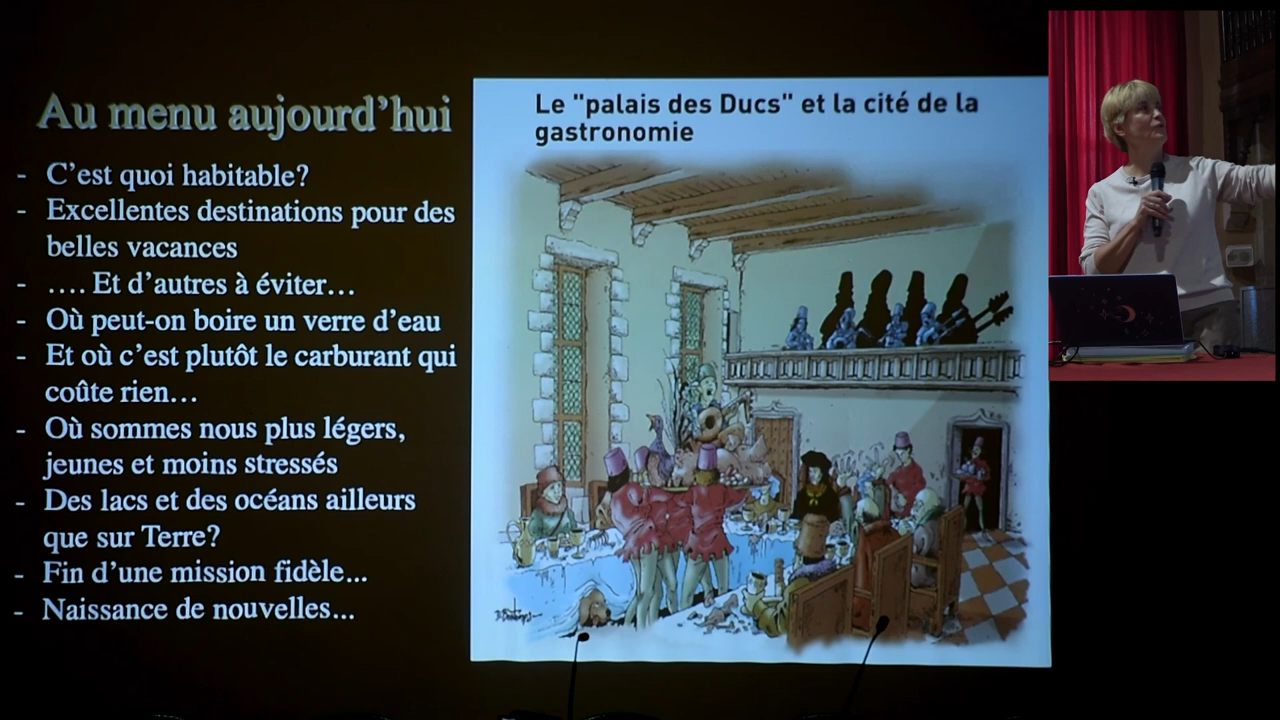 Au menu aujourd'hui
- C'est quoi habitable?
- Excellentes destinations pour des
belles vacances
- …. Et d'autres à éviter…
- Où peut-on boire un verre d'eau
- Et où c'est plutôt le carburant qui
coûte rien…
- Où sommes nous plus légers,
jeunes et moins stressés
- Des lacs et des océans ailleurs
que sur Terre?
- Fin d'une mission fidèle...
- Naissance de nouvelles...
Le "palais des Ducs" et la cité de la
gastronomie